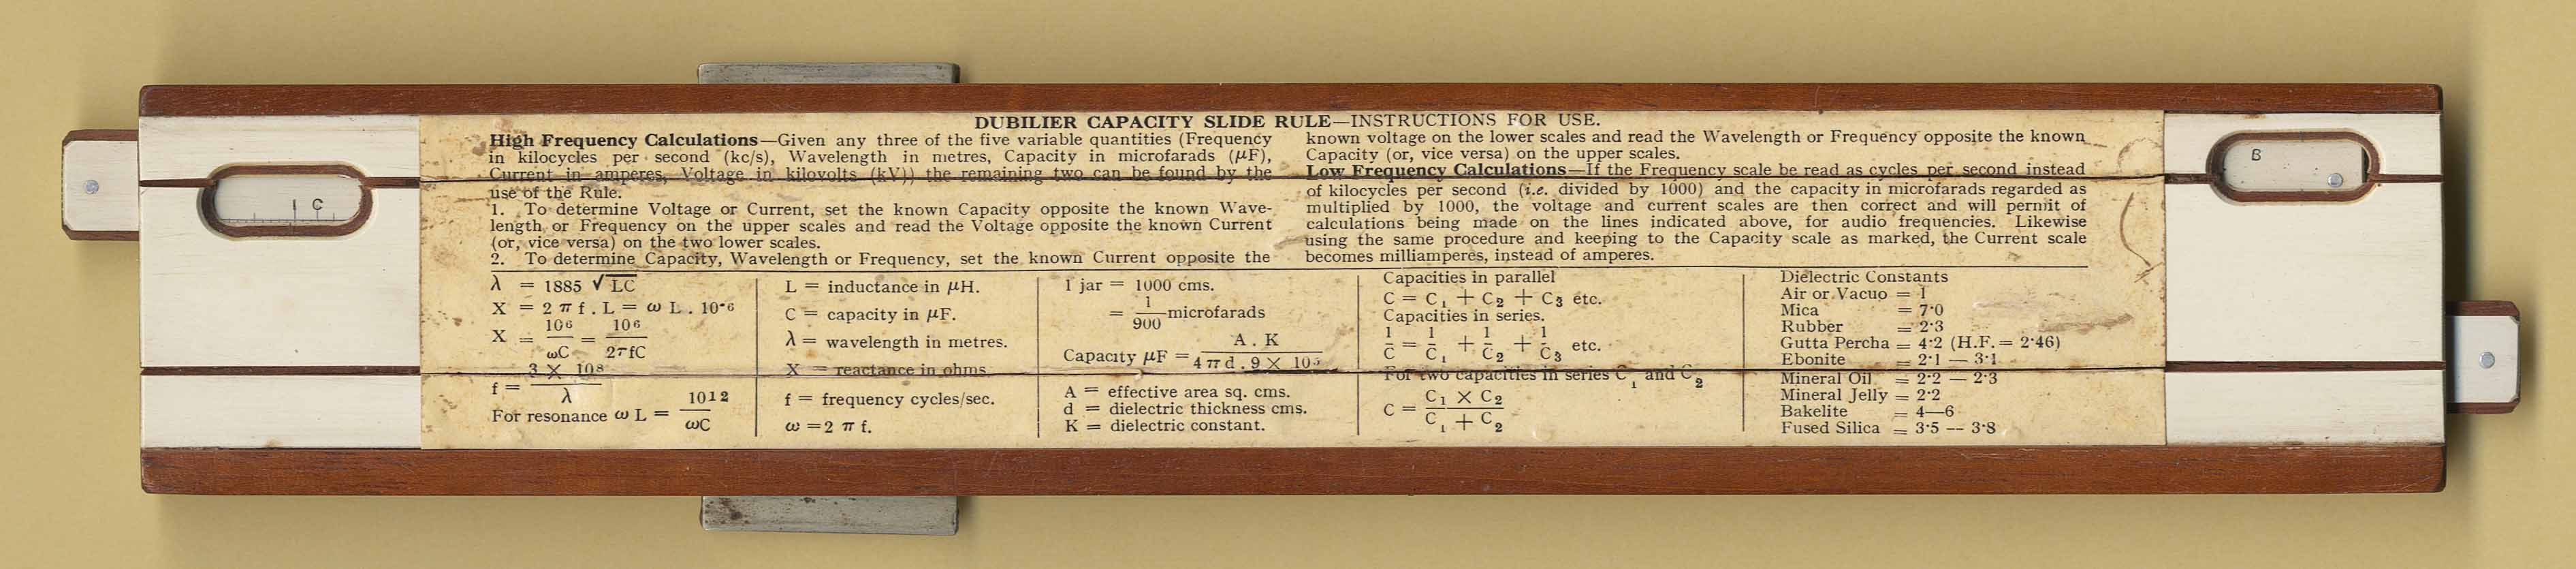 DUBILIER CAPACITY SLIDE RULE—INSTRUCTIONS FOR USE.
High Frequency Calculations—Given any three of the five variable quantities (Frequency
in kilocycles per second (kc/s), Wavelength in metres, Capacity in microfarads (μF),
Current in amperes, Voltage in kilovolts (kV)) the remaining two can be found by the
use of the Rule.
1. To determine Voltage or Current, set the known Capacity opposite the known Wave-
length or Frequency on the upper scales and read the Voltage opposite the known Current
(or, vice versa) on the two lower scales.
2. To determine Capacity, Wavelength or Frequency, set the known Current opposite the
known voltage on the lower scales and read the Wavelength or Frequency opposite the known
Capacity (or, vice versa) on the upper scales.
Low Frequency Calculations—If the Frequency scale be read as cycles per second instead
of kilocycles per second (i.e. divided by 1000) and the capacity in microfarads regarded as
multiplied by 1000, the voltage and current scales are then correct and will permit of
calculations being made on the lines indicated above, for audio frequencies. Likewise
using the same procedure and keeping to the Capacity scale as marked, the Current scale
becomes milliamperes, instead of amperes.
C
B
λ = 1885 √LC
X = 2 π f . L = ω L . 10⁻⁶
X = 10⁶/ωC = 10⁶/2πfC
f = 3 × 10⁸/λ
For resonance ω L = 10¹²/ωC
L = inductance in μH.
C = capacity in μF.
λ = wavelength in metres.
X = reactance in ohms
f = frequency cycles/sec.
ω = 2 π f.
1 jar = 1000 cms.
= 1/900 microfarads
Capacity μF = A . K/4 π d . 9 × 10⁵
A = effective area sq. cms.
d = dielectric thickness cms.
K = dielectric constant.
Capacities in parallel
C = C₁ + C₂ + C₃ etc.
Capacities in series.
1/C = 1/C₁ + 1/C₂ + 1/C₃ etc.
For two capacities in series C₁ and C₂
C = C₁ × C₂/C₁ + C₂
Dielectric Constants
Air or Vacuo = 1
Mica = 7·0
Rubber = 2·3
Gutta Percha = 4·2 (H.F. = 2·46)
Ebonite = 2·1 — 3·1
Mineral Oil = 2·2 — 2·3
Mineral Jelly = 2·2
Bakelite = 4—6
Fused Silica = 3·5 — 3·8